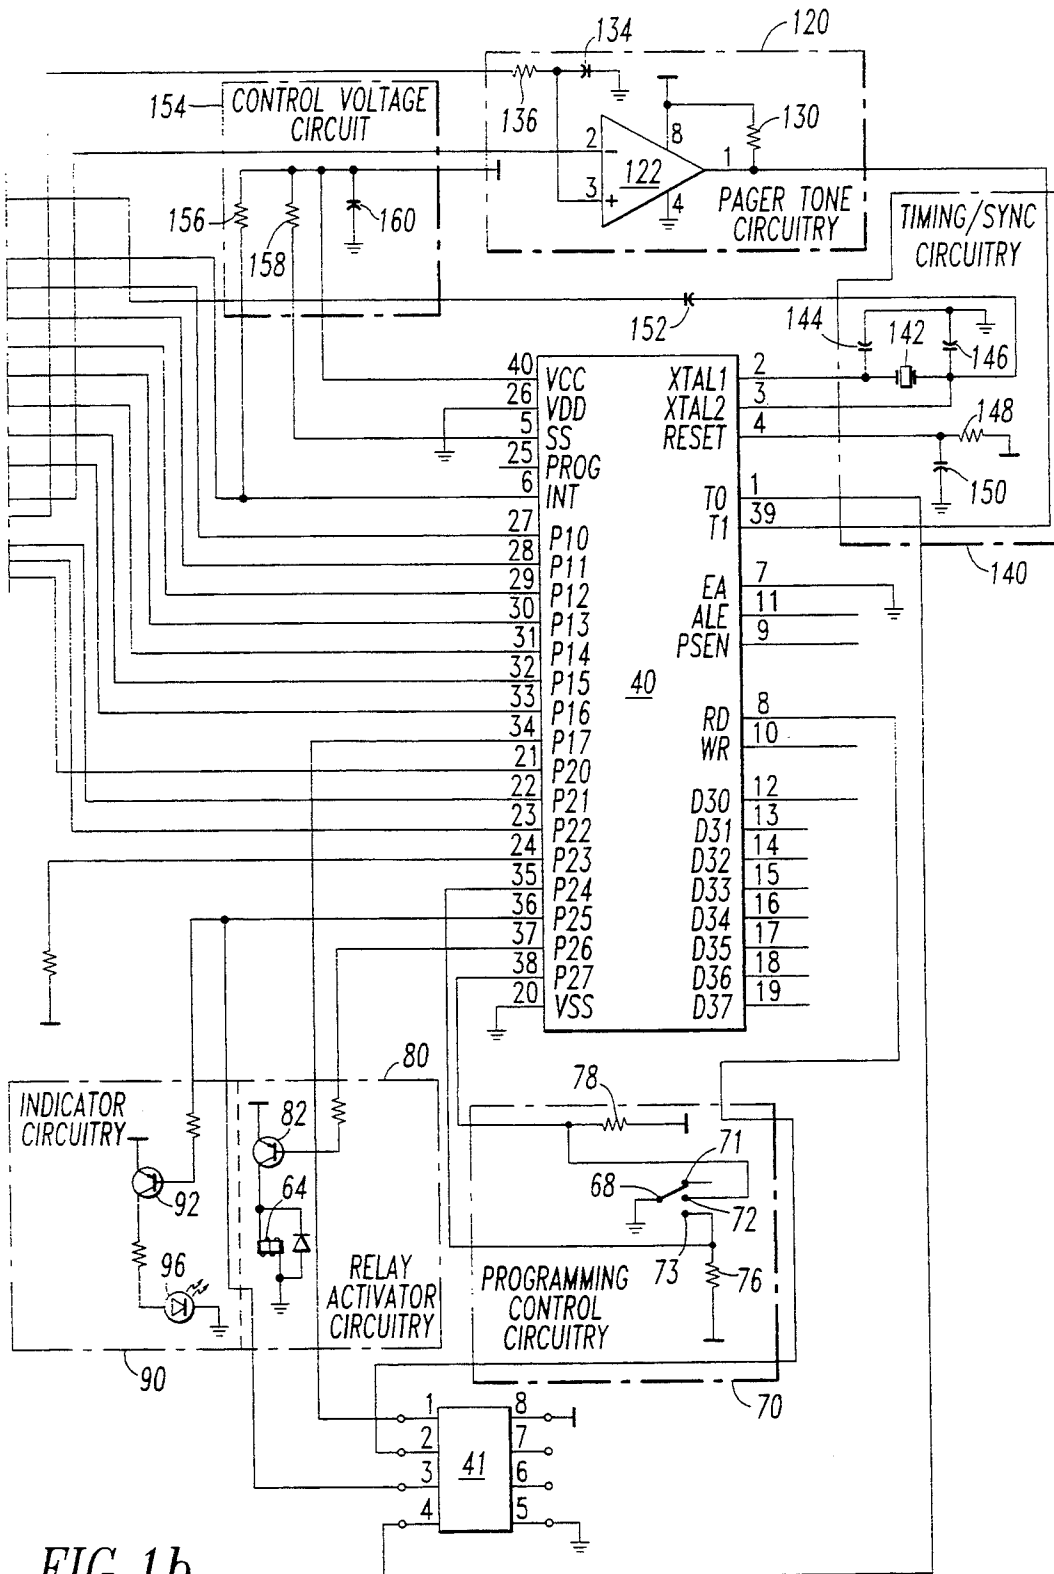 134
120
154
CONTROL VOLTAGE
CIRCUIT
136
130
2
8
−
122
1
3
+
4
PAGER TONE
CIRCUITRY
156
158
160
TIMING/SYNC
CIRCUITRY
152
144
142
146
148
150
140
40 VCC
26 VDD
5 SS
25 PROG
6 INT
27 P10
28 P11
29 P12
30 P13
31 P14
32 P15
33 P16
34 P17
21 P20
22 P21
23 P22
24 P23
35 P24
36 P25
37 P26
38 P27
20 VSS
40
XTAL1 2
XTAL2 3
RESET 4
T0 1
T1 39
EA 7
ALE 11
PSEN 9
RD 8
WR 10
D30 12
D31 13
D32 14
D33 15
D34 16
D35 17
D36 18
D37 19
80
INDICATOR
CIRCUITRY
92
96
90
82
64
RELAY
ACTIVATOR
CIRCUITRY
78
71
68
72
73
76
PROGRAMMING
CONTROL
CIRCUITRY
70
1 8
2 7
41
3 6
4 5
FIG. 1b